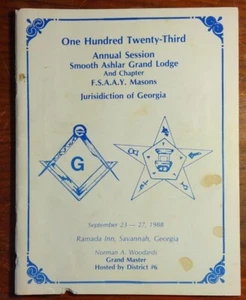 One Hundred Twenty-Third
Annual Session
Smooth Ashlar Grand Lodge
And Chapter
F.S.A.A.Y. Masons
Jurisidiction of Georgia
G
September 23 — 27, 1988
Ramada Inn, Savannah, Georgia
Norman A. Woodards
Grand Master
Hosted by District #6